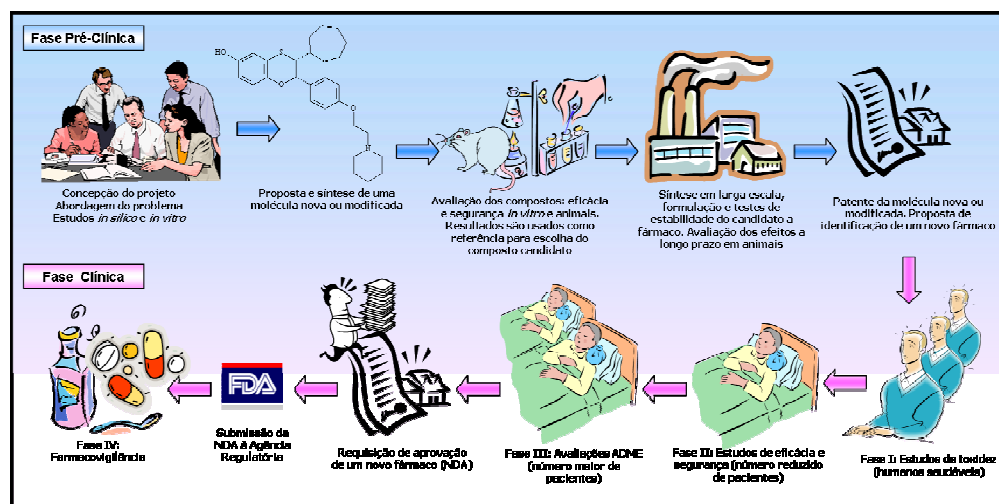 Fase Pré-Clínica
HO
S
O
O
N
Concepção do projeto
Abordagem do problema
Estudos in silico e in vitro
Proposta e síntese de uma
molécula nova ou modificada
Avaliação dos compostos: eficácia
e segurança in vitro e animais.
Resultados são usados como
referência para escolha do
composto candidato
Síntese em larga escala,
formulação e testes de
estabilidade do candidato a
fármaco. Avaliação dos efeitos a
longo prazo em animais
Patente da molécula nova ou
modificada. Proposta de
identificação de um novo fármaco
Fase Clínica
Fase IV:
Farmacovigilância
FDA
Submissão da
NDA à Agência
Regulatória
Requisição de aprovação
de um novo fármaco (NDA)
Fase III: Avaliações ADME
(número maior de
pacientes)
Fase II: Estudos de eficácia e
segurança (número reduzido de
pacientes)
Fase I: Estudos de toxidez
(humanos saudáveis)